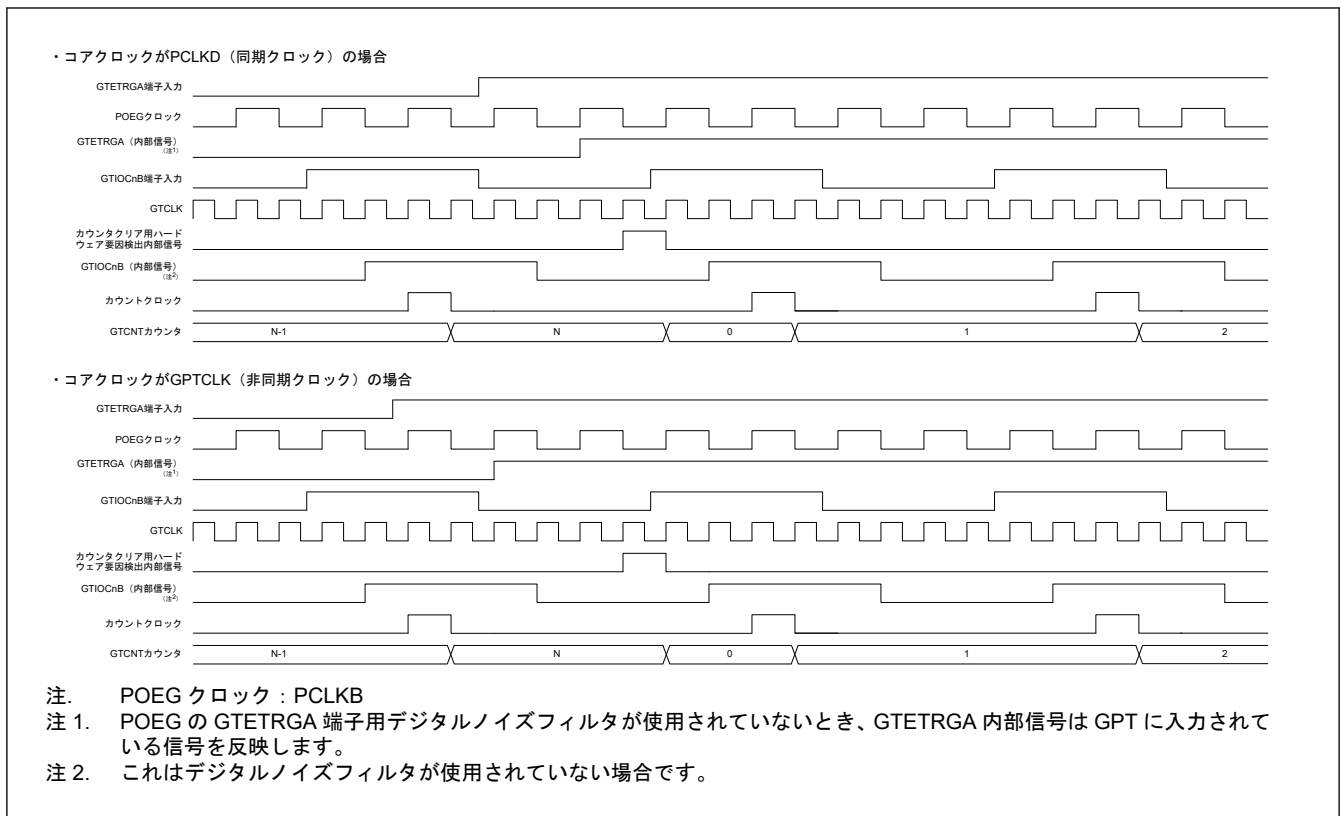 ・コアクロックがPCLKD（同期クロック）の場合
GTETRGA端子入力
POEGクロック
GTETRGA（内部信号）
（注1）
GTIOCnB端子入力
GTCLK
カウンタクリア用ハード
ウェア要因検出内部信号
GTIOCnB（内部信号）
（注2）
カウントクロック
GTCNTカウンタ N-1 N 0 1 2
・コアクロックがGPTCLK（非同期クロック）の場合
GTETRGA端子入力
POEGクロック
GTETRGA（内部信号）
（注1）
GTIOCnB端子入力
GTCLK
カウンタクリア用ハード
ウェア要因検出内部信号
GTIOCnB（内部信号）
（注2）
カウントクロック
GTCNTカウンタ N-1 N 0 1 2
注. POEG クロック：PCLKB
注 1. POEG の GTETRGA 端子用デジタルノイズフィルタが使用されていないとき、GTETRGA 内部信号は GPT に入力されて
いる信号を反映します。
注 2. これはデジタルノイズフィルタが使用されていない場合です。